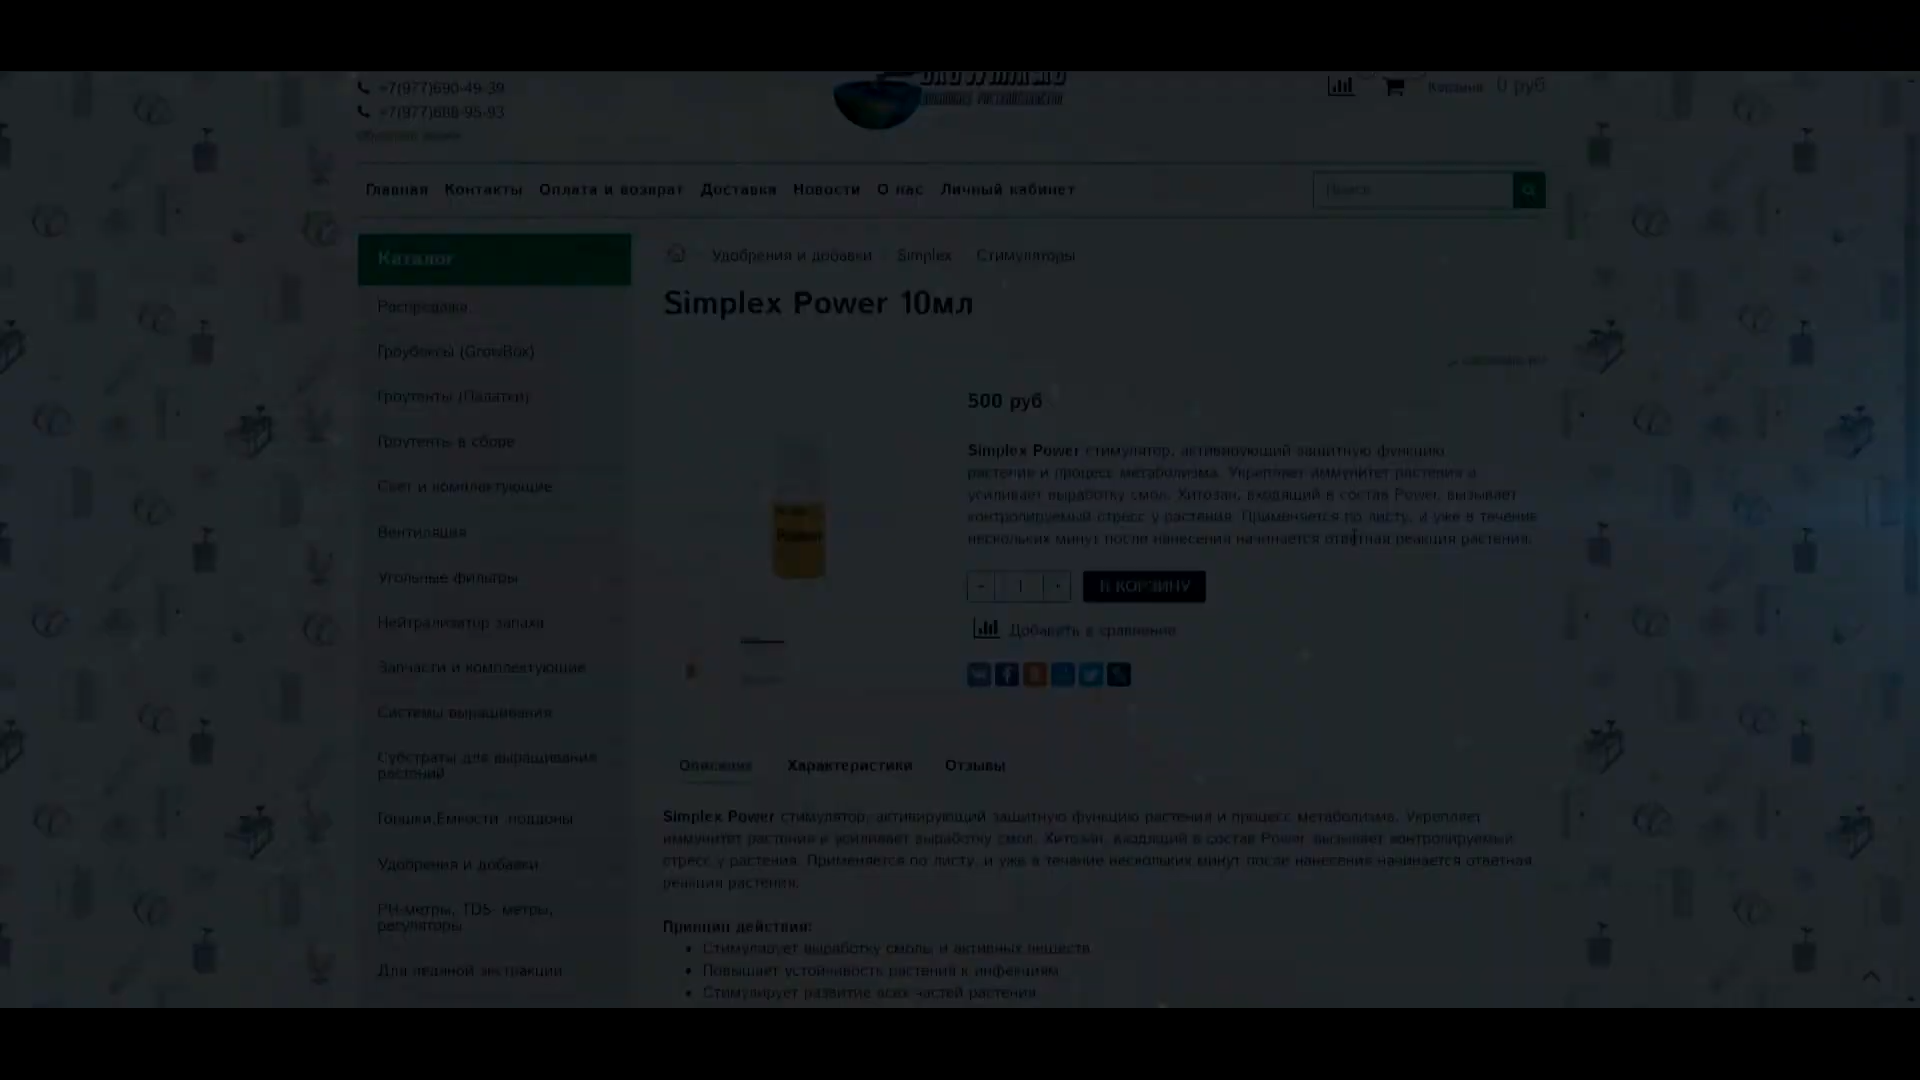 +7(977)690-49-39
+7(977)688-95-93
Обратный звонок
Корзина 0 руб
Главная Контакты Оплата и возврат Доставка Новости О нас Личный кабинет
Поиск
Каталог
Распродажа
Гроубоксы (GrowBox)
Гроутенты (Палатки)
Гроутенты в сборе
Свет и комплектующие
Вентиляция
Угольные фильтры
Нейтрализатор запаха
Запчасти и комплектующие
Системы выращивания
Субстраты для выращивания
растений
Горшки,Емкости, поддоны
Удобрения и добавки
PH-метры, TDS- метры,
регуляторы
Для ледяной экстракции
Удобрения и добавки Simplex Стимуляторы
Simplex Power 10мл
500 руб
Simplex Power стимулятор, активирующий защитную функцию
растения и процесс метаболизма. Укрепляет иммунитет растения и
усиливает выработку смол. Хитозан, входящий в состав Power, вызывает
контролируемый стресс у растения. Применяется по листу, и уже в течение
нескольких минут после нанесения начинается ответная реакция растения.
- 1 +
В КОРЗИНУ
Добавить в сравнение
Описание Характеристики Отзывы
Simplex Power стимулятор, активирующий защитную функцию растения и процесс метаболизма. Укрепляет
иммунитет растения и усиливает выработку смол. Хитозан, входящий в состав Power, вызывает контролируемый
стресс у растения. Применяется по листу, и уже в течение нескольких минут после нанесения начинается ответная
реакция растения.
Принцип действия:
Стимулирует выработку смолы и активных веществ
Повышает устойчивость растения к инфекциям
Стимулирует развитие всех частей растения